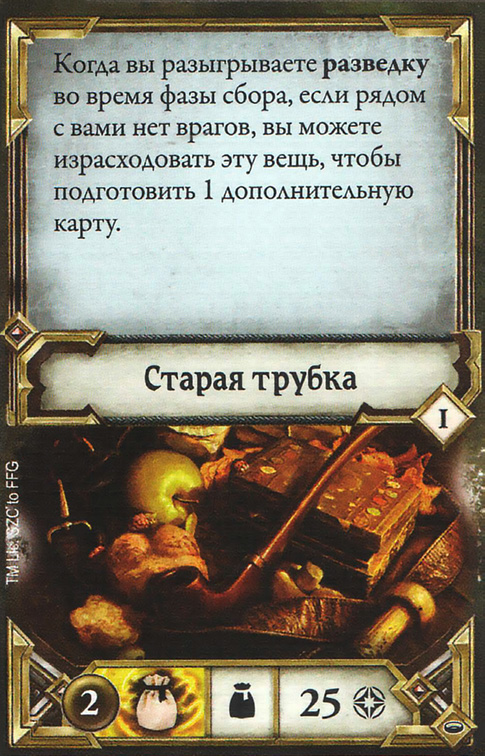 Когда вы разыгрываете разведку
во время фазы сбора, если рядом
с вами нет врагов, вы можете
израсходовать эту вещь, чтобы
подготовить 1 дополнительную
карту.
Старая трубка
I
2
25